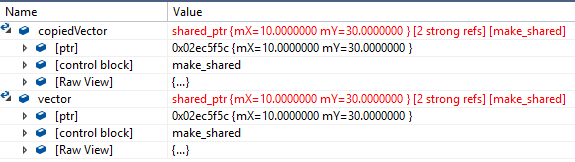 Name Value
copiedVector shared_ptr {mX=10.0000000 mY=30.0000000 } [2 strong refs] [make_shared]
[ptr] 0x02ec5f5c {mX=10.0000000 mY=30.0000000 }
[control block] make_shared
[Raw View] {...}
vector shared_ptr {mX=10.0000000 mY=30.0000000 } [2 strong refs] [make_shared]
[ptr] 0x02ec5f5c {mX=10.0000000 mY=30.0000000 }
[control block] make_shared
[Raw View] {...}